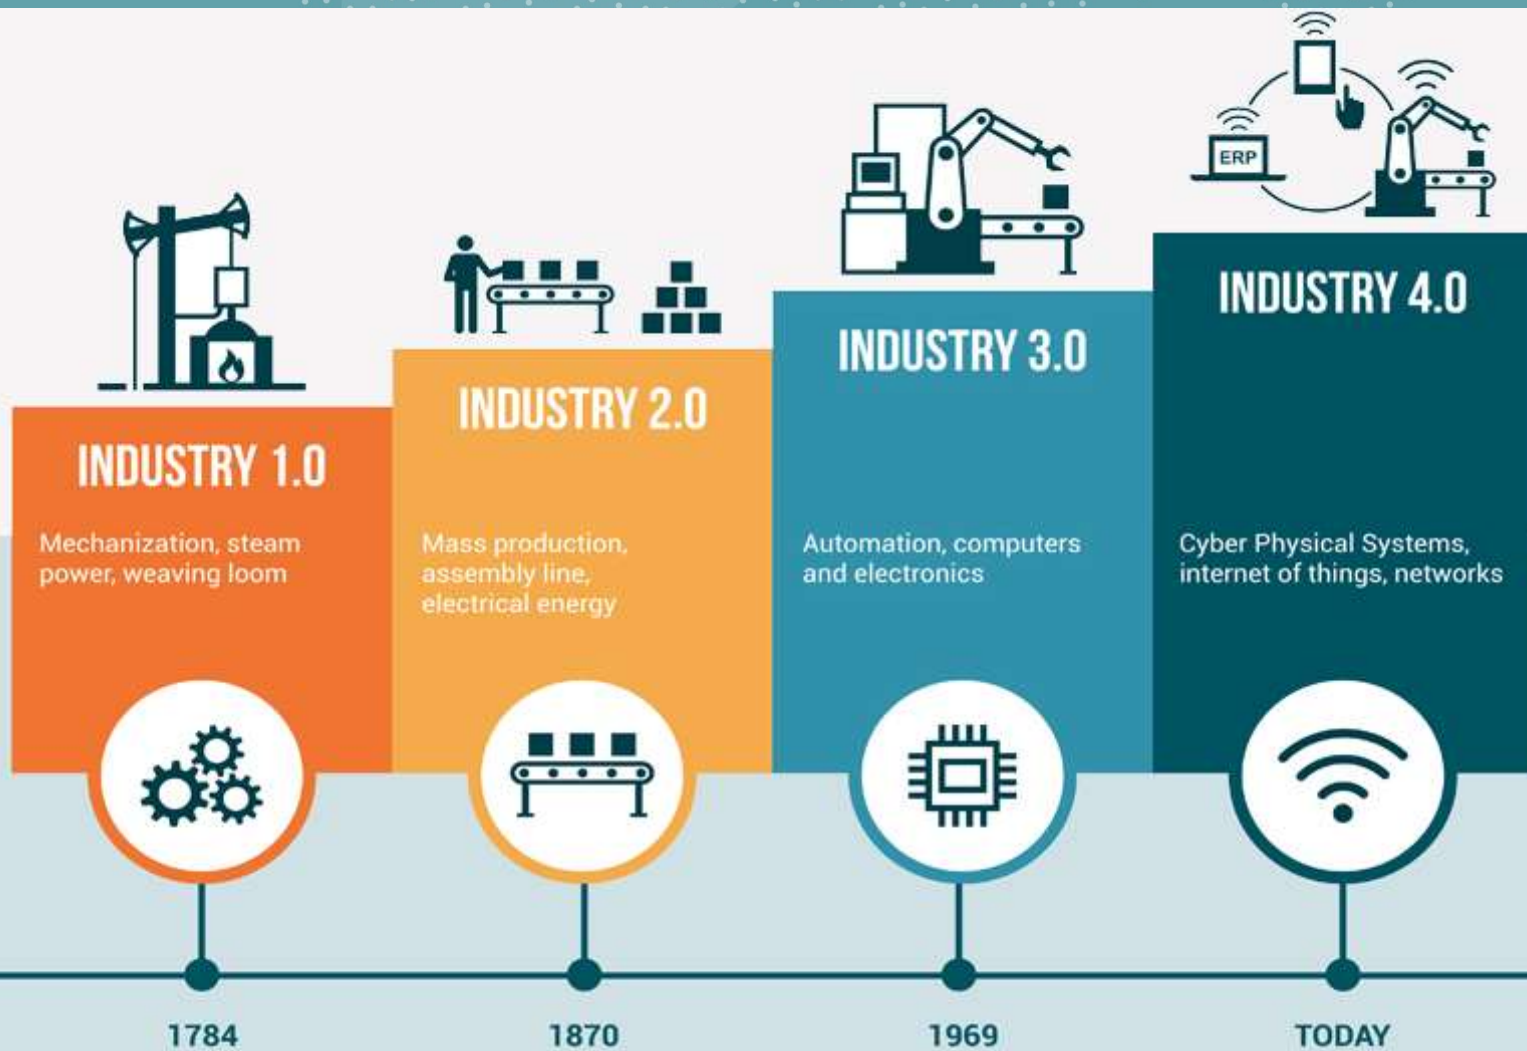 ERP
INDUSTRY 1.0
Mechanization, steam
power, weaving loom
INDUSTRY 2.0
Mass production,
assembly line,
electrical energy
INDUSTRY 3.0
Automation, computers
and electronics
INDUSTRY 4.0
Cyber Physical Systems,
internet of things, networks
1784
1870
1969
TODAY